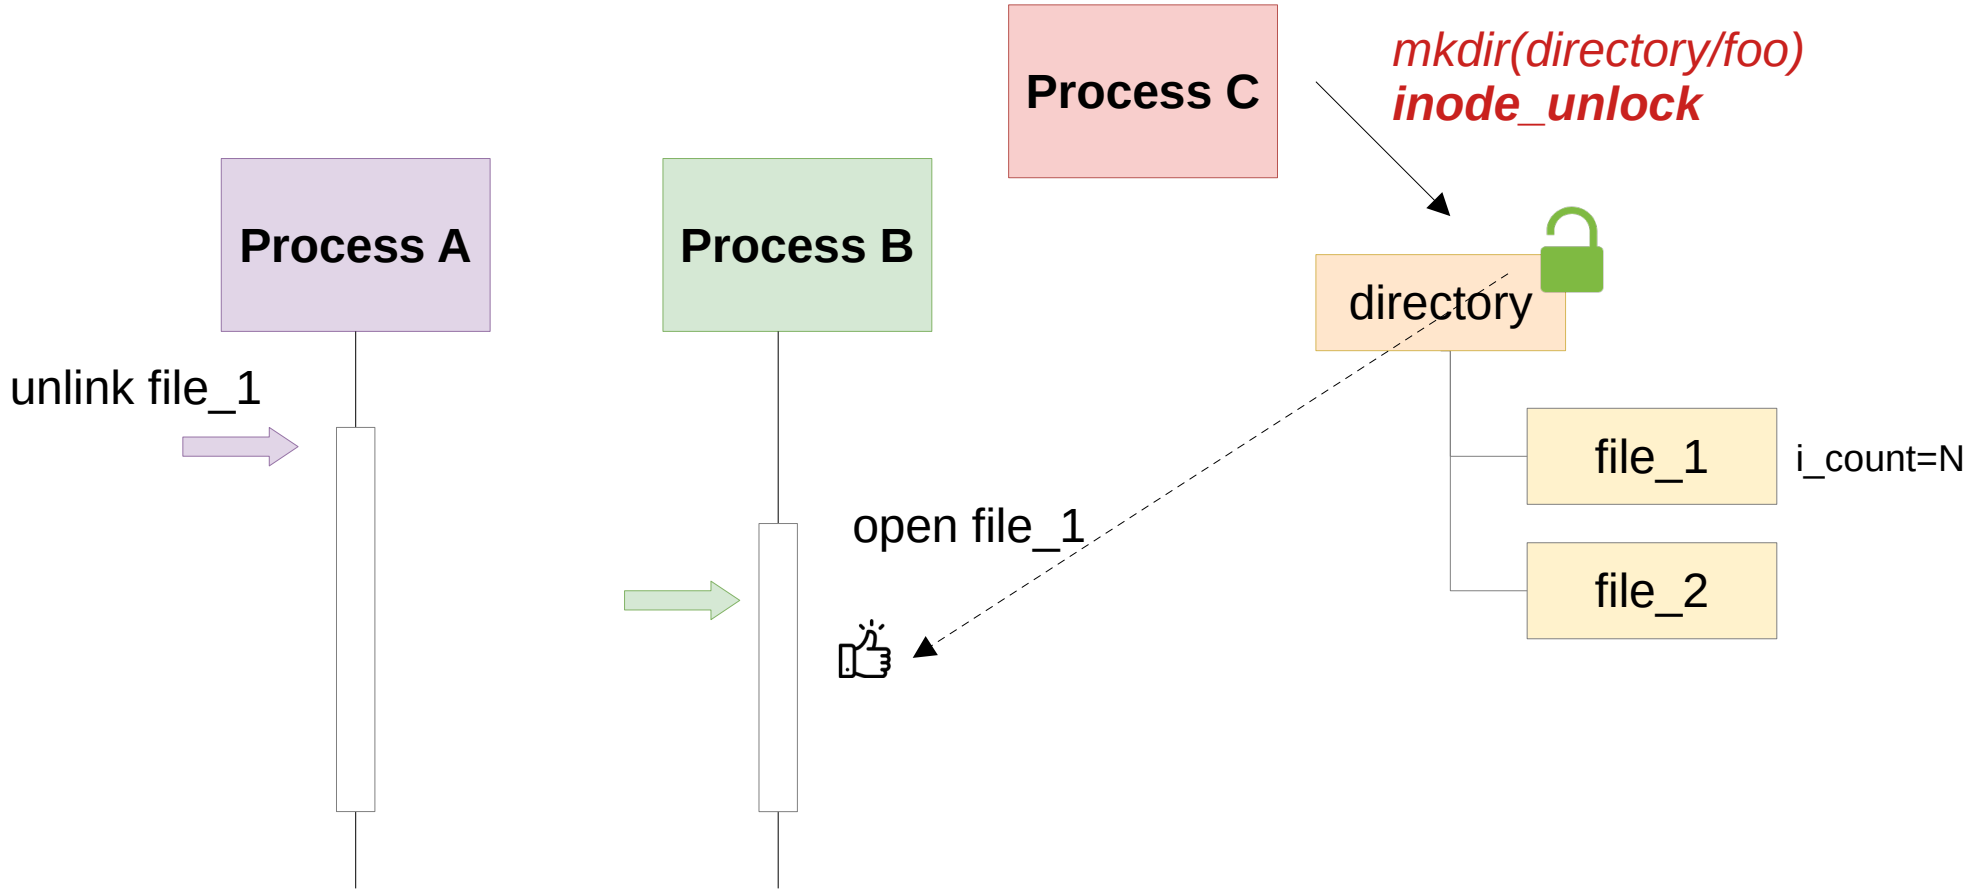 Process C
mkdir(directory/foo)
inode_unlock
Process A
Process B
directory
unlink file_1
file_1
i_count=N
open file_1
file_2